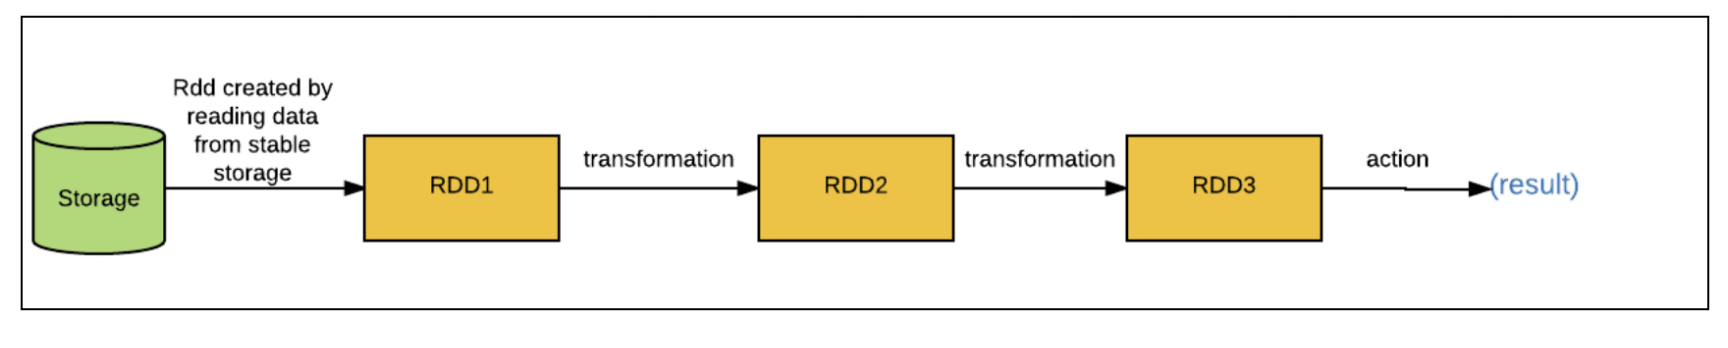 Rdd created by
reading data
from stable
storage
Storage
RDD1
transformation
RDD2
transformation
RDD3
action
(result)